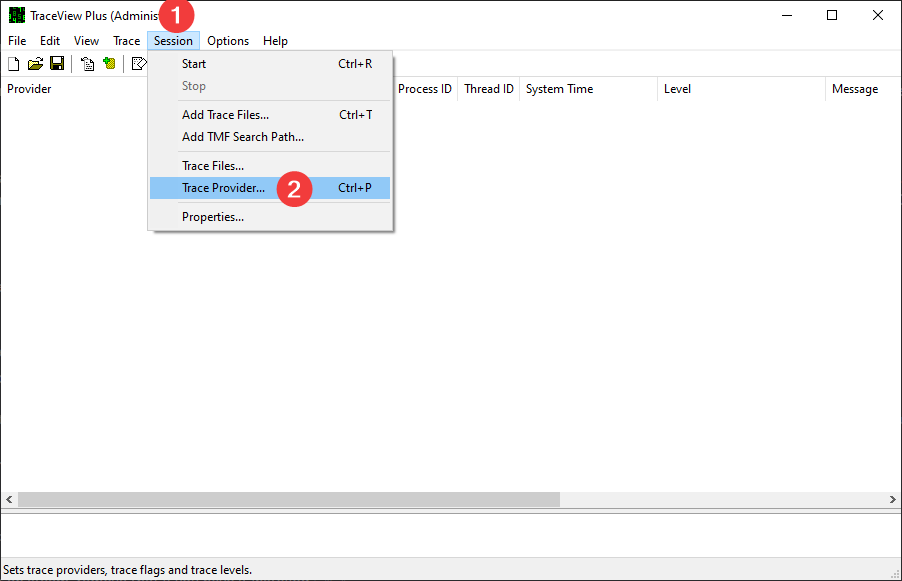 TraceView Plus (Adminis
1
File Edit View Trace Session Options Help
Start Ctrl+R
Stop
Add Trace Files... Ctrl+T
Add TMF Search Path...
Trace Files...
Trace Provider... 2 Ctrl+P
Properties...
Provider Process ID Thread ID System Time Level Message
Sets trace providers, trace flags and trace levels.